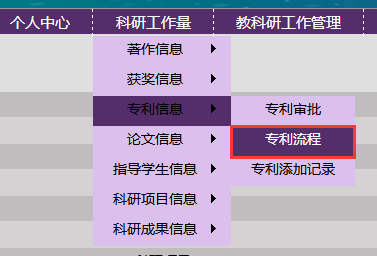 个人中心 科研工作量 教科研工作管理
著作信息
获奖信息
专利信息 专利审批
论文信息 专利流程
指导学生信息 专利添加记录
科研项目信息
科研成果信息